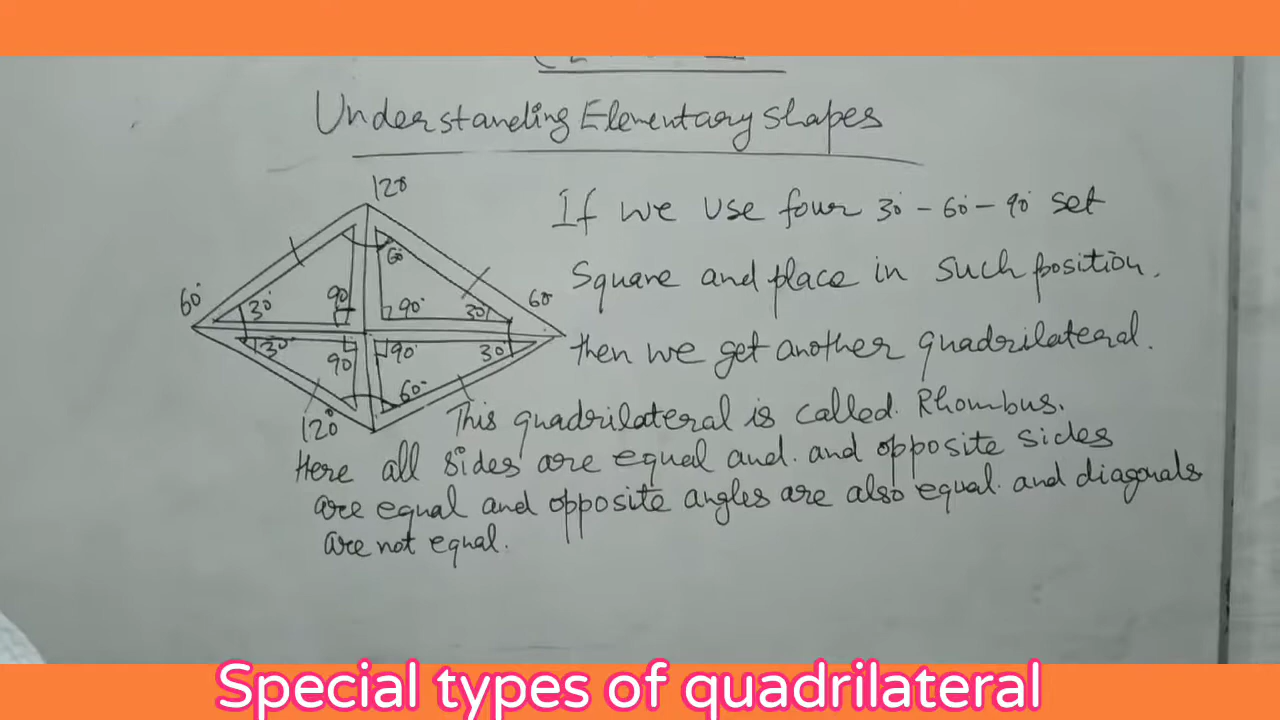 Understanding Elementary shapes
120°
60°
60°
60°
30°
90°
90°
30°
30°
90°
90°
30°
60°
120°
If we use four 30°-60°-90° set
Square and place in such position.
then we get another quadrilateral.
This quadrilateral is called. Rhombus.
Here all sides are equal and. and opposite sides
are equal and opposite angles are also equal. and diagonals
are not equal.
Special types of quadrilateral